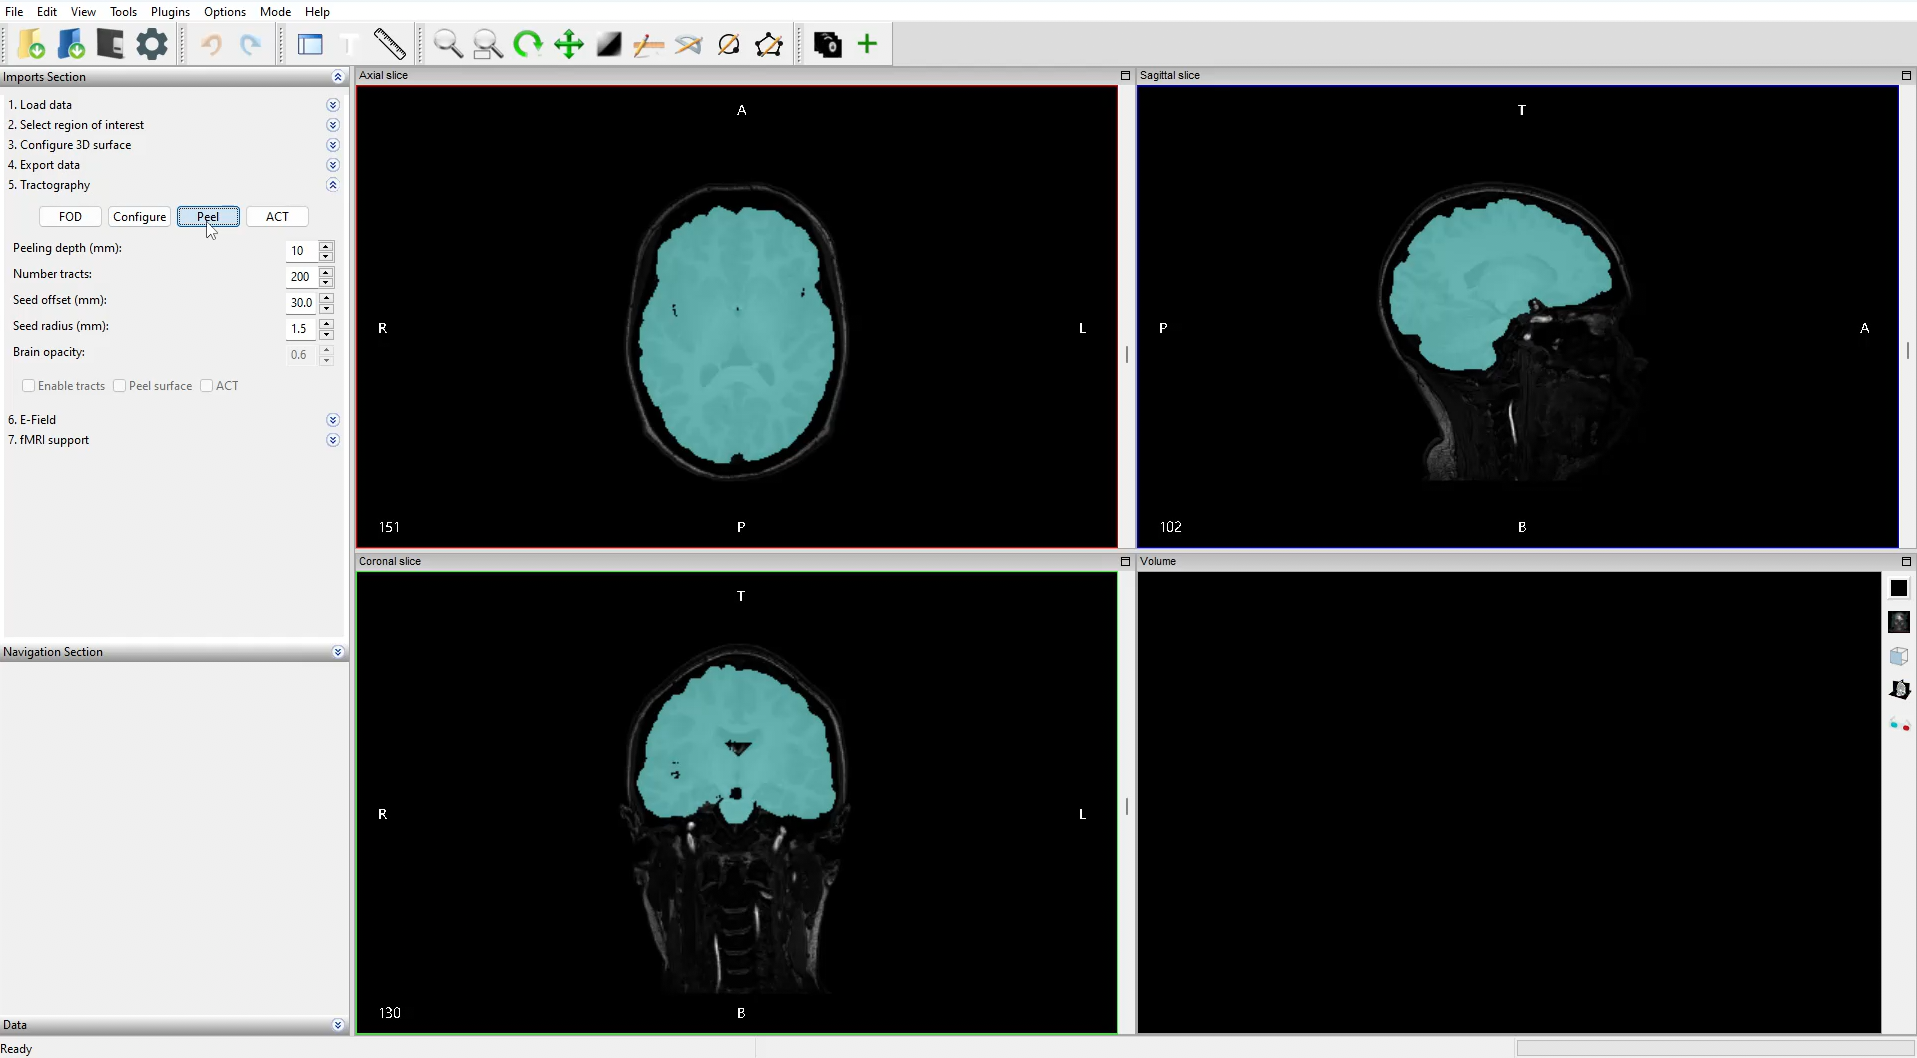 File Edit View Tools Plugins Options Mode Help
Imports Section
1. Load data
2. Select region of interest
3. Configure 3D surface
4. Export data
5. Tractography
FOD Configure Peel ACT
Peeling depth (mm): 10
Number tracts: 200
Seed offset (mm): 30.0
Seed radius (mm): 1.5
Brain opacity: 0.6
Enable tracts Peel surface ACT
6. E-Field
7. fMRI support
Navigation Section
Data
Ready
Axial slice
A
R
L
151
P
Sagittal slice
T
P
A
102
B
Coronal slice
T
R
L
130
B
Volume